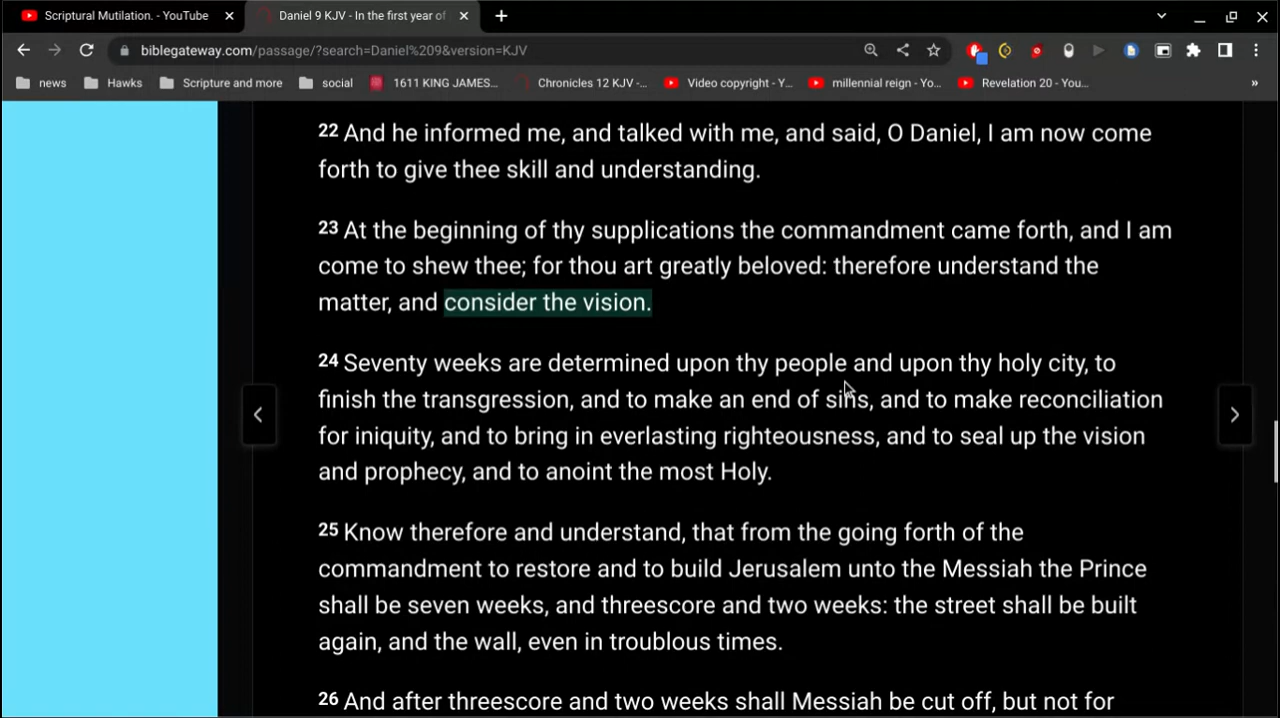 Scriptural Mutilation. - YouTube
Daniel 9 KJV - In the first year of
biblegateway.com/passage/?search=Daniel%209&version=KJV
news
Hawks
Scripture and more
social
1611 KING JAMES...
Chronicles 12 KJV -...
Video copyright - Y...
millennial reign - Yo...
Revelation 20 - You...
22 And he informed me, and talked with me, and said, O Daniel, I am now come
forth to give thee skill and understanding.
23 At the beginning of thy supplications the commandment came forth, and I am
come to shew thee; for thou art greatly beloved: therefore understand the
matter, and consider the vision.
24 Seventy weeks are determined upon thy people and upon thy holy city, to
finish the transgression, and to make an end of sins, and to make reconciliation
for iniquity, and to bring in everlasting righteousness, and to seal up the vision
and prophecy, and to anoint the most Holy.
25 Know therefore and understand, that from the going forth of the
commandment to restore and to build Jerusalem unto the Messiah the Prince
shall be seven weeks, and threescore and two weeks: the street shall be built
again, and the wall, even in troublous times.
26 And after threescore and two weeks shall Messiah be cut off, but not for